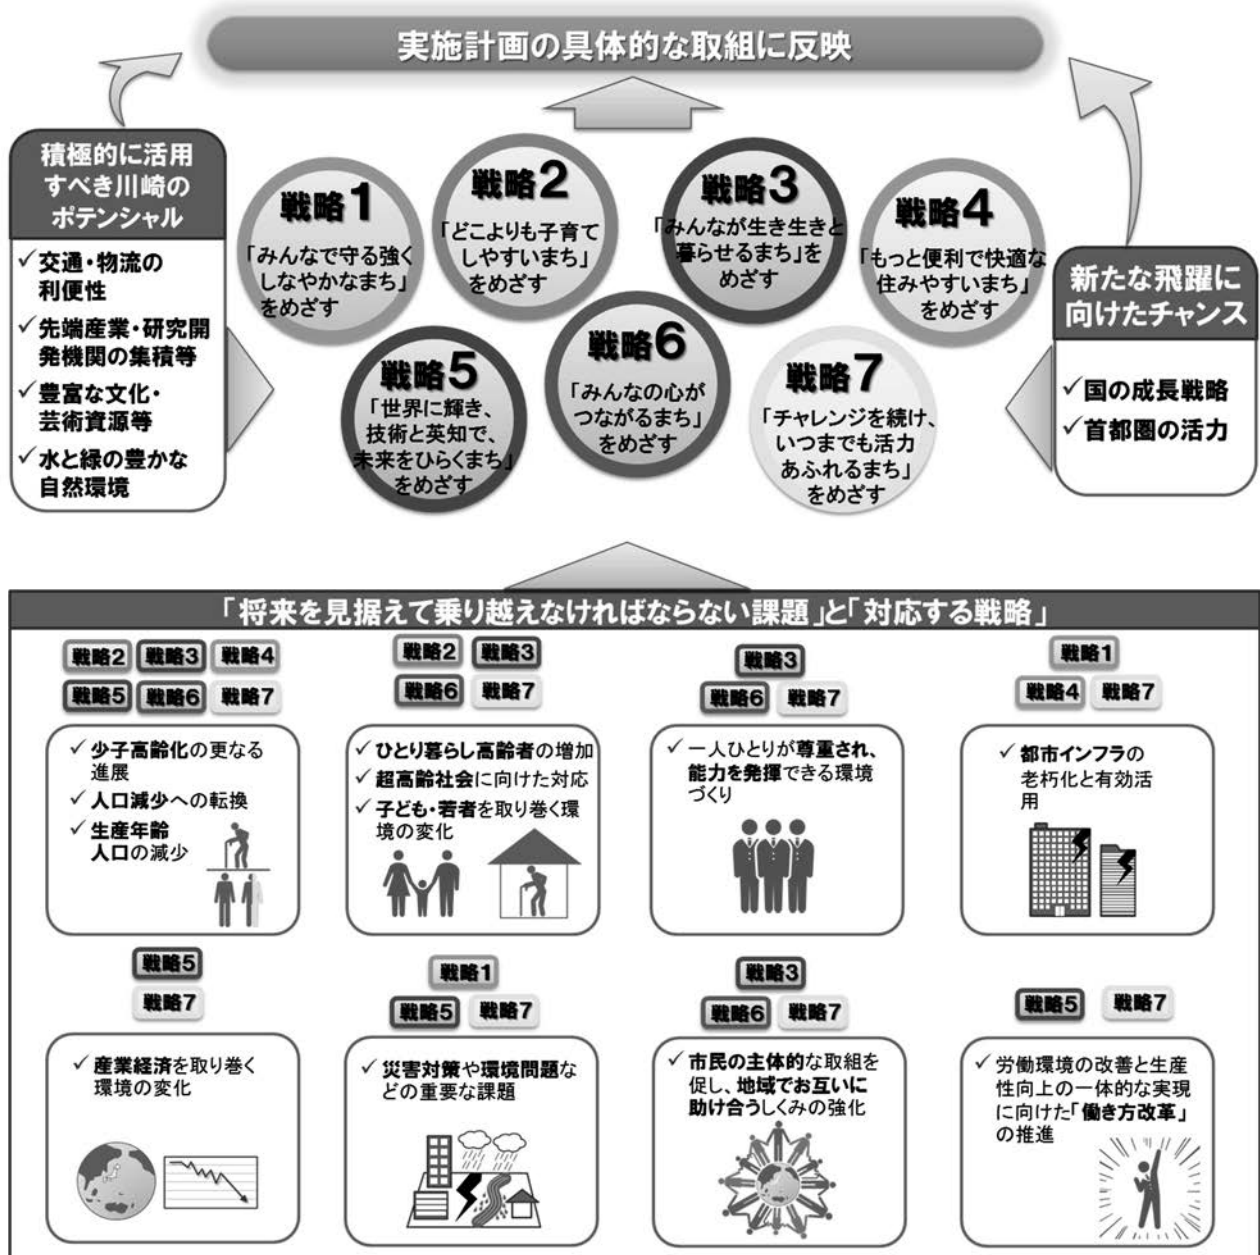 実施計画の具体的な取組に反映
積極的に活用
すべき川崎の
ポテンシャル
✓交通・物流の
利便性
✓先端産業・研究開
発機関の集積等
✓豊富な文化・
芸術資源等
✓水と緑の豊かな
自然環境
戦略1
「みんなで守る強く
しなやかなまち」
をめざす
戦略2
「どこよりも子育て
しやすいまち」
をめざす
戦略3
「みんなが生き生きと
暮らせるまち」を
めざす
戦略4
「もっと便利で快適な
住みやすいまち」
をめざす
戦略5
「世界に輝き、
技術と英知で、
未来をひらくまち」
をめざす
戦略6
「みんなの心が
つながるまち」
をめざす
戦略7
「チャレンジを続け、
いつまでも活力
あふれるまち」
をめざす
新たな飛躍に
向けたチャンス
✓国の成長戦略
✓首都圏の活力
「将来を見据えて乗り越えなければならない課題」と「対応する戦略」
戦略2 戦略3 戦略4
戦略5 戦略6 戦略7
✓少子高齢化の更なる
進展
✓人口減少への転換
✓生産年齢
人口の減少
戦略2 戦略3
戦略6 戦略7
✓ひとり暮らし高齢者の増加
✓超高齢社会に向けた対応
✓子ども・若者を取り巻く環
境の変化
戦略3
戦略6 戦略7
✓一人ひとりが尊重され、
能力を発揮できる環境
づくり
戦略1
戦略4 戦略7
✓都市インフラの
老朽化と有効活
用
戦略5
戦略7
✓産業経済を取り巻く
環境の変化
戦略1
戦略5 戦略7
✓災害対策や環境問題な
どの重要な課題
戦略3
戦略6 戦略7
✓市民の主体的な取組を
促し、地域でお互いに
助け合うしくみの強化
戦略5 戦略7
✓労働環境の改善と生産
性向上の一体的な実現
に向けた「働き方改革」
の推進